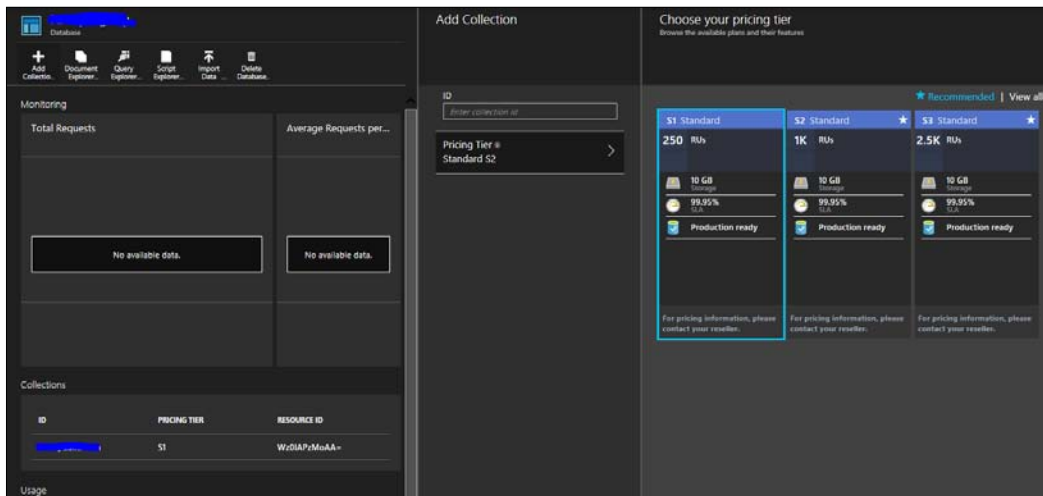 Database
Add Collectio...
Document Explorer...
Query Explorer...
Script Explorer...
Import Data ...
Delete Database.
Monitoring
Total Requests
Average Requests per...
No available data.
No available data.
Collections
ID
PRICING TIER
RESOURCE ID
S1
Usage
Add Collection
ID
Enter collection id
Pricing Tier
Standard S2
Choose your pricing tier
Browse the available plans and their features
Recommended | View all
S1 Standard
250 RUs
10 GB
Storage
99.95%
SLA
Production ready
For pricing information, please
contact your reseller.
S2 Standard
1K RUs
10 GB
Storage
99.95%
SLA
Production ready
For pricing information, please
contact your reseller.
S3 Standard
2.5K RUs
10 GB
Storage
99.95%
SLA
Production ready
For pricing information, please
contact your reseller.